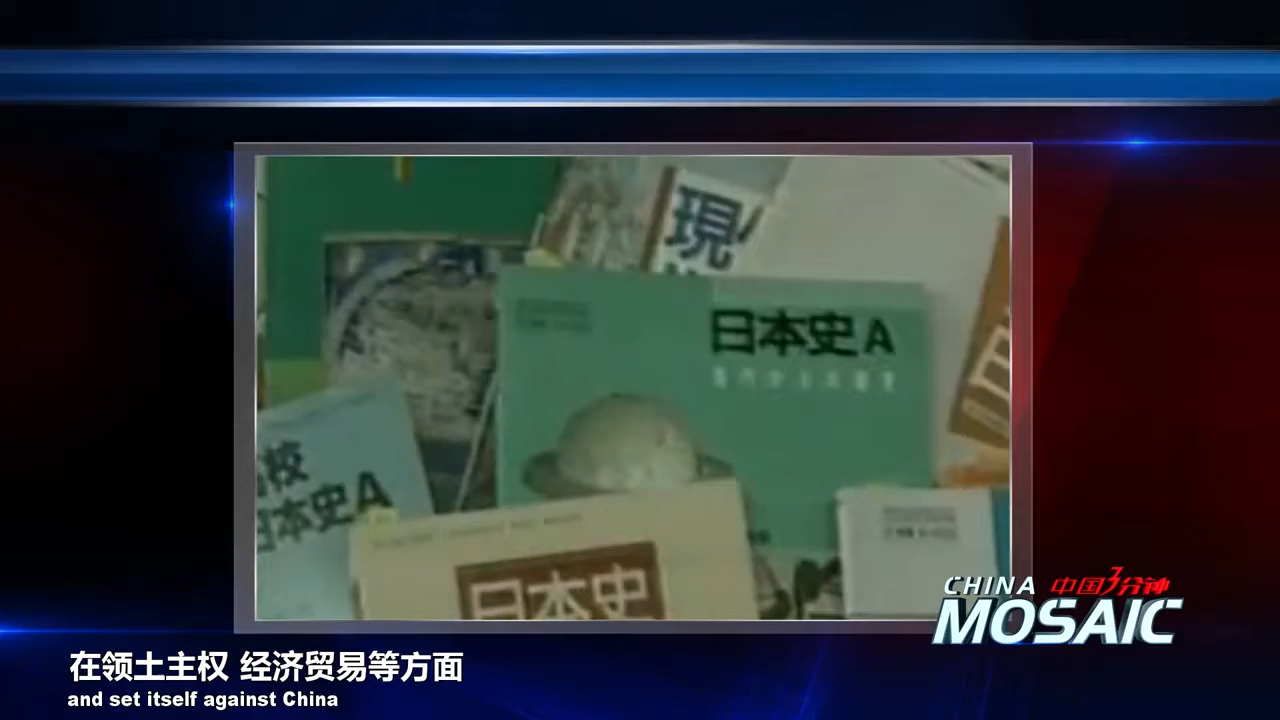 現
日本史A
高校
日本史A
日本史
CHINA 中国3分钟
MOSAIC
在领土主权 经济贸易等方面
and set itself against China